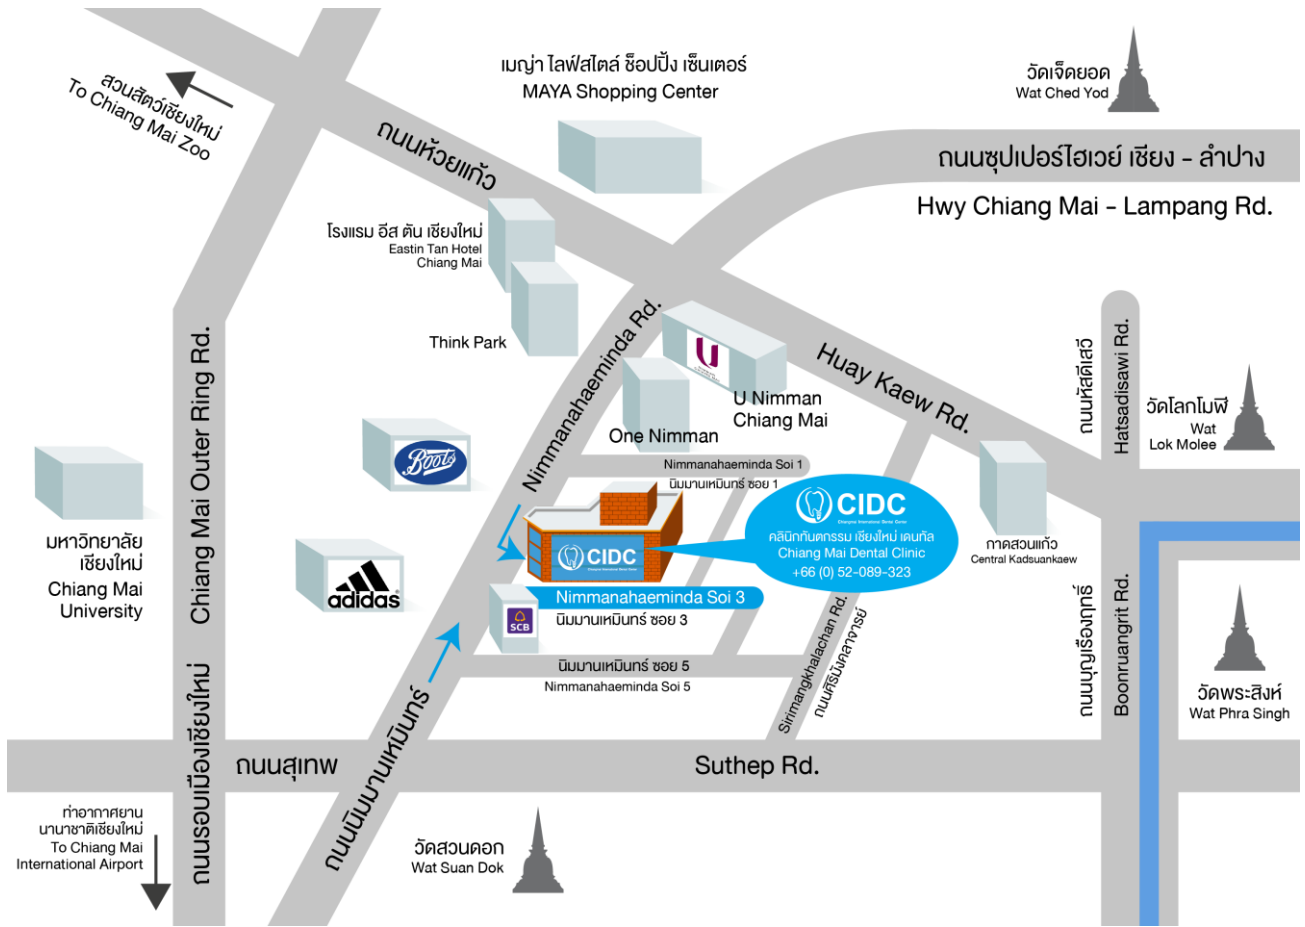 สวนสัตว์เชียงใหม่
To Chiang Mai Zoo
เมญ่า ไลฟ์สไตล์ ช็อปปิ้ง เซ็นเตอร์
MAYA Shopping Center
วัดเจ็ดยอด
Wat Ched Yod
ถนนห้วยแก้ว
ถนนซุปเปอร์ไฮเวย์ เชียง - ลำปาง
Hwy Chiang Mai - Lampang Rd.
โรงแรม อีส ตัน เชียงใหม่
Eastin Tan Hotel
Chiang Mai
Think Park
Nimmanahaeminda Rd.
U
U Nimman
Chiang Mai
One Nimman
Huay Kaew Rd.
ถนนหัสดิเสวี
Hatsadisawi Rd.
วัดโลกโมฬี
Wat
Lok Molee
Chiang Mai Outer Ring Rd.
Boots
Nimmanahaeminda Soi 1
นิมมานเหมินทร์ ซอย 1
CIDC
Chiangmai International Dental Center
คลินิกทันตกรรม เชียงใหม่ เดนทัล
Chiang Mai Dental Clinic
+66 (0) 52-089-323
กาดสวนแก้ว
Central Kadsuankaew
มหาวิทยาลัย
เชียงใหม่
Chiang Mai
University
adidas
CIDC
SCB
Nimmanahaeminda Soi 3
นิมมานเหมินทร์ ซอย 3
นิมมานเหมินทร์ ซอย 5
Nimmanahaeminda Soi 5
Sirimangkhalachan Rd.
ถนนศิริมังคลาจารย์
ถนนบุญเรืองฤทธิ์
Boonruangrit Rd.
วัดพระสิงห์
Wat Phra Singh
ถนนรอบเมืองเชียงใหม่
ถนนสุเทพ
Suthep Rd.
ถนนนิมมานเหมินทร์
ท่าอากาศยาน
นานาชาติเชียงใหม่
To Chiang Mai
International Airport
วัดสวนดอก
Wat Suan Dok